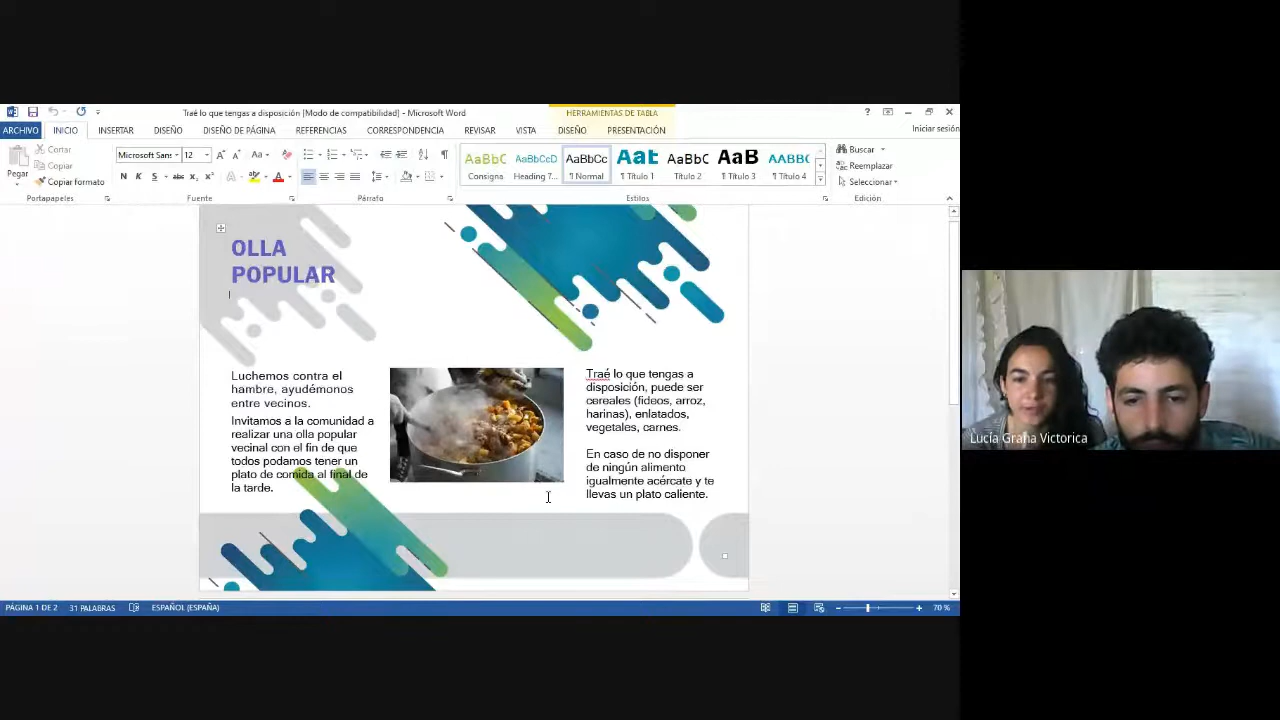 Traé lo que tengas a disposición [Modo de compatibilidad] - Microsoft Word
HERRAMIENTAS DE TABLA
ARCHIVO INICIO INSERTAR DISEÑO DISEÑO DE PÁGINA REFERENCIAS CORRESPONDENCIA REVISAR VISTA DISEÑO PRESENTACIÓN
Iniciar sesión
Pegar
Cortar
Copiar
Copiar formato
Portapapeles
Microsoft Sans 12
N K S abc x₂ x²
Fuente
Párrafo
AaBbC AaBbCcD AaBbCc Aat AaBbC AaB AABBC
Consigna Heading 7... ¶ Normal ¶ Título 1 Título 2 ¶ Título 3 ¶ Título 4
Estilos
Buscar
Reemplazar
Seleccionar
Edición
OLLA
POPULAR
Luchemos contra el
hambre, ayudémonos
entre vecinos.
Invitamos a la comunidad a
realizar una olla popular
vecinal con el fin de que
todos podamos tener un
plato de comida al final de
la tarde.
Traé lo que tengas a
disposición, puede ser
cereales (fideos, arroz,
harinas), enlatados,
vegetales, carnes.
En caso de no disponer
de ningún alimento
igualmente acércate y te
llevas un plato caliente.
PÁGINA 1 DE 2 31 PALABRAS ESPAÑOL (ESPAÑA)
70 %
Lucía Graña Victorica